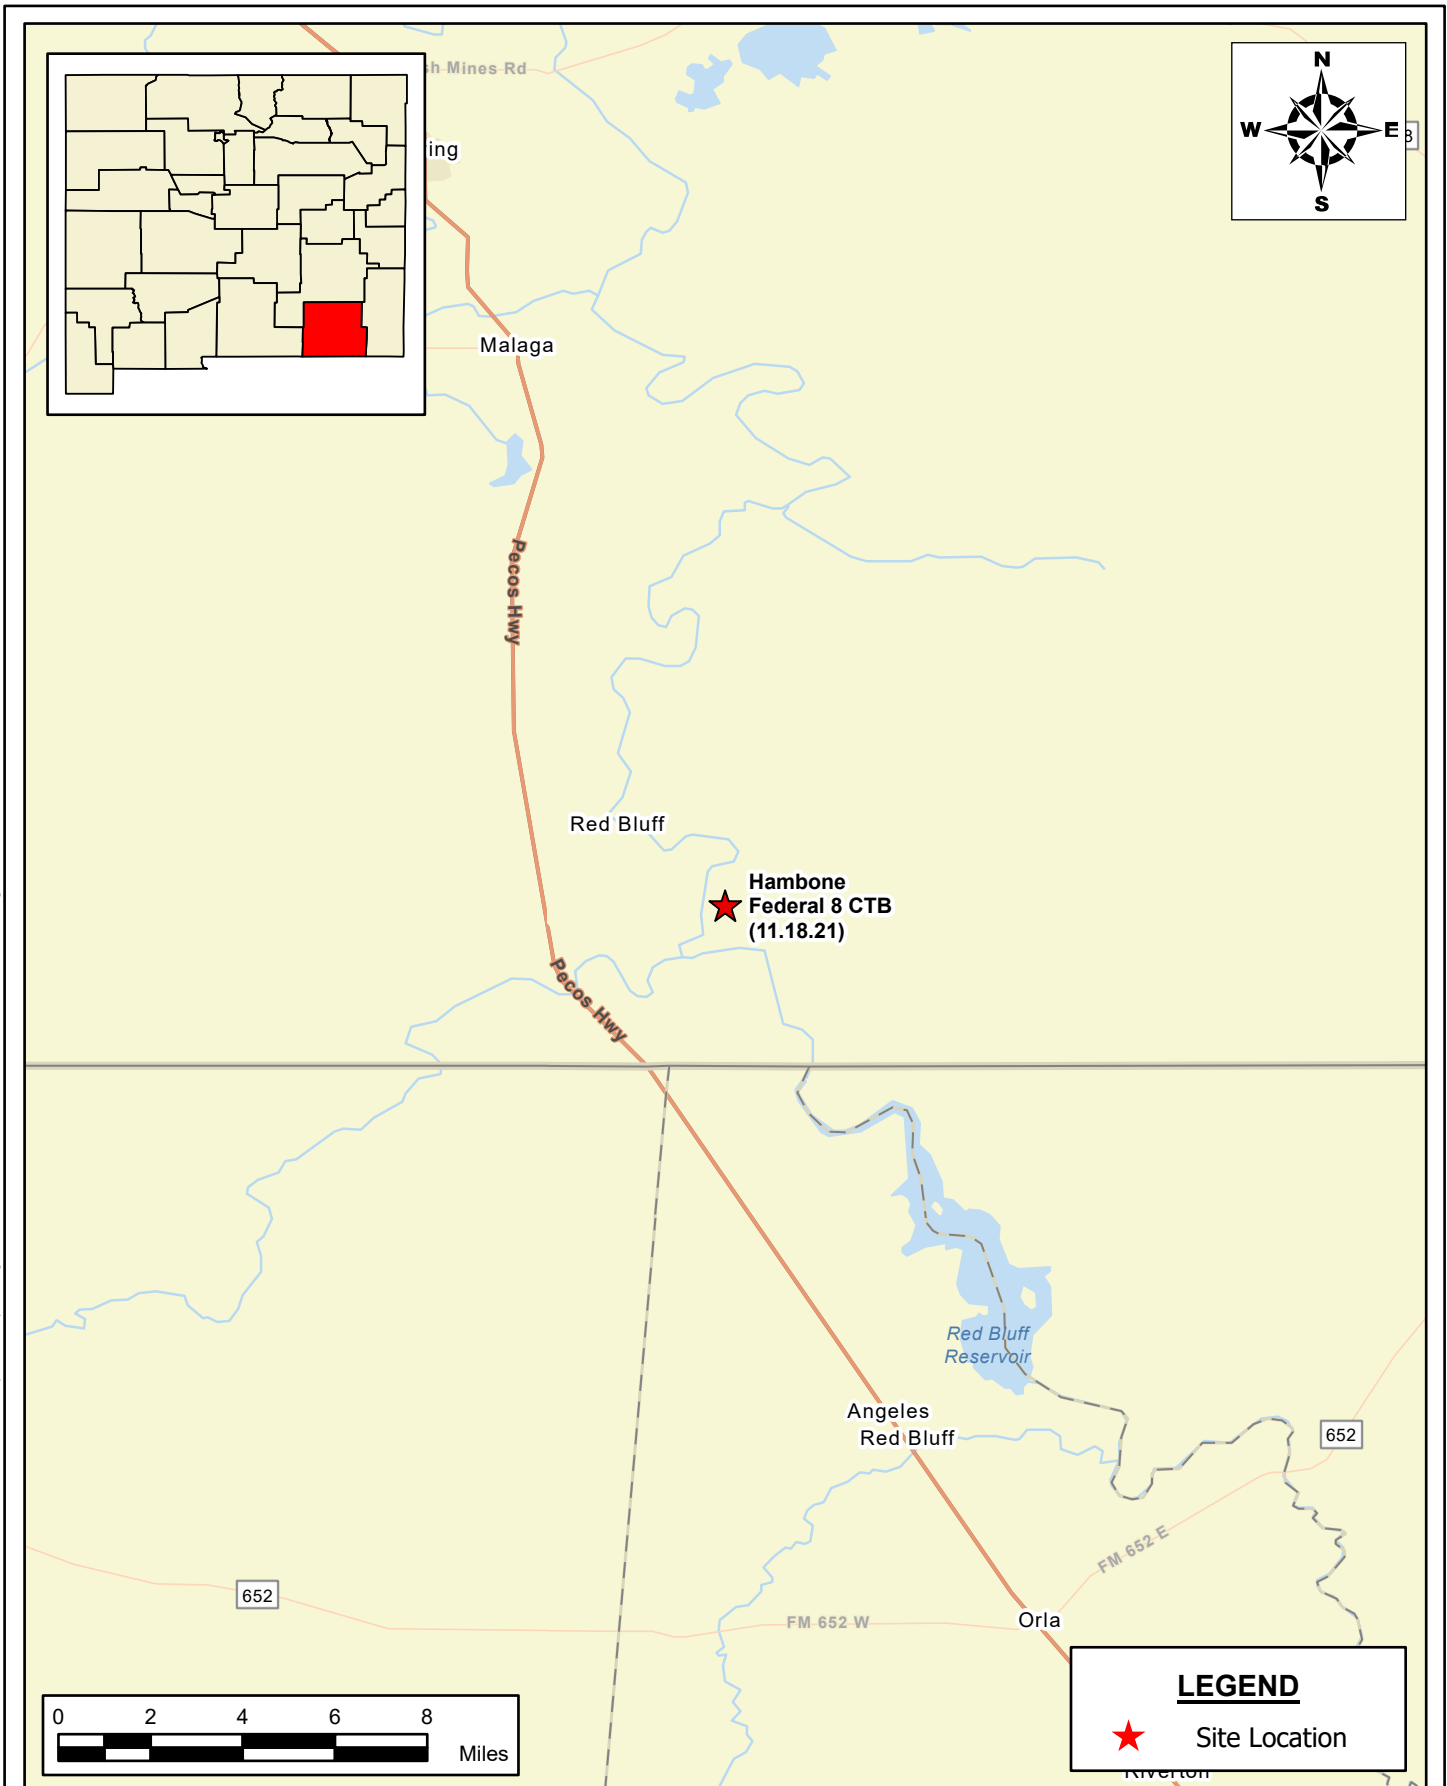 Mines Rd
N
W
E
S
8
Malaga
Pecos Hwy
Red Bluff
Hambone
Federal 8 CTB
(11.18.21)
Pecos Hwy
Red Bluff
Reservoir
Angeles
Red Bluff
652
FM 652 E
652
FM 652 W
Orla
LEGEND
Site Location
0 2 4 6 8
Miles